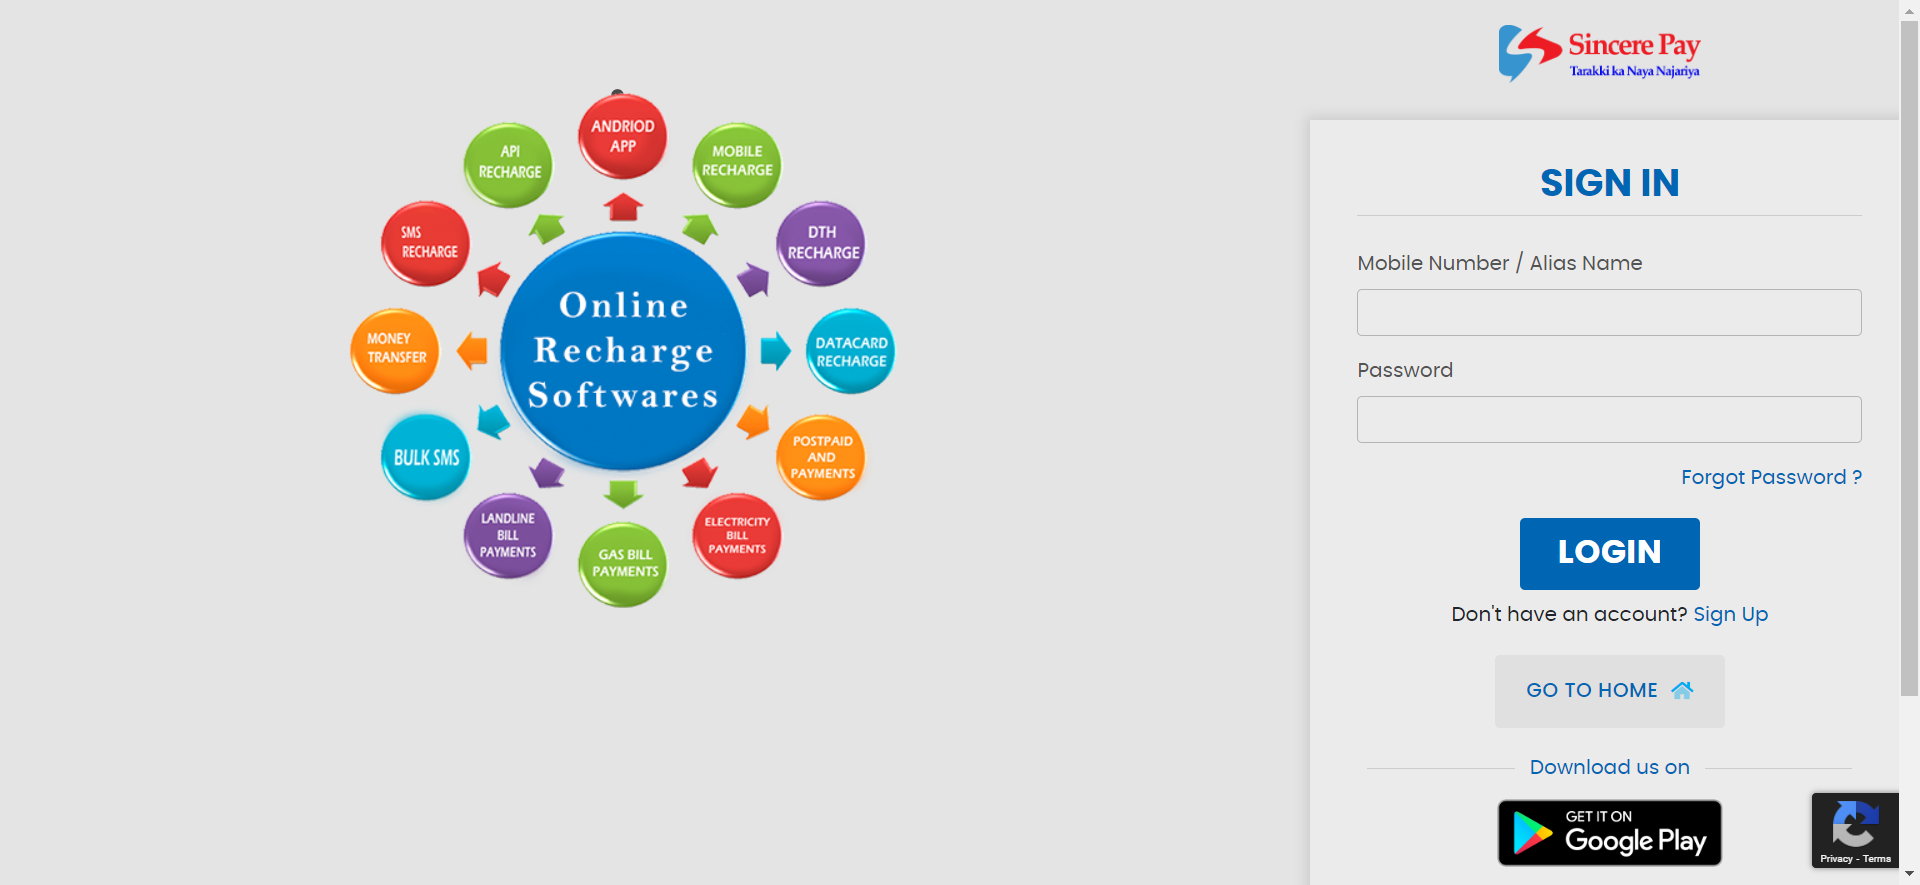 Sincere Pay
Tarakki ka Naya Najariya
ANDRIOD
APP
API
RECHARGE
MOBILE
RECHARGE
SMS
RECHARGE
DTH
RECHARGE
Online
Recharge
Softwares
MONEY
TRANSFER
DATACARD
RECHARGE
BULK SMS
POSTPAID
AND
PAYMENTS
LANDLINE
BILL
PAYMENTS
GAS BILL
PAYMENTS
ELECTRICITY
BILL
PAYMENTS
SIGN IN
Mobile Number / Alias Name
Password
Forgot Password ?
LOGIN
Don't have an account? Sign Up
GO TO HOME
Download us on
GET IT ON
Google Play
Privacy - Terms